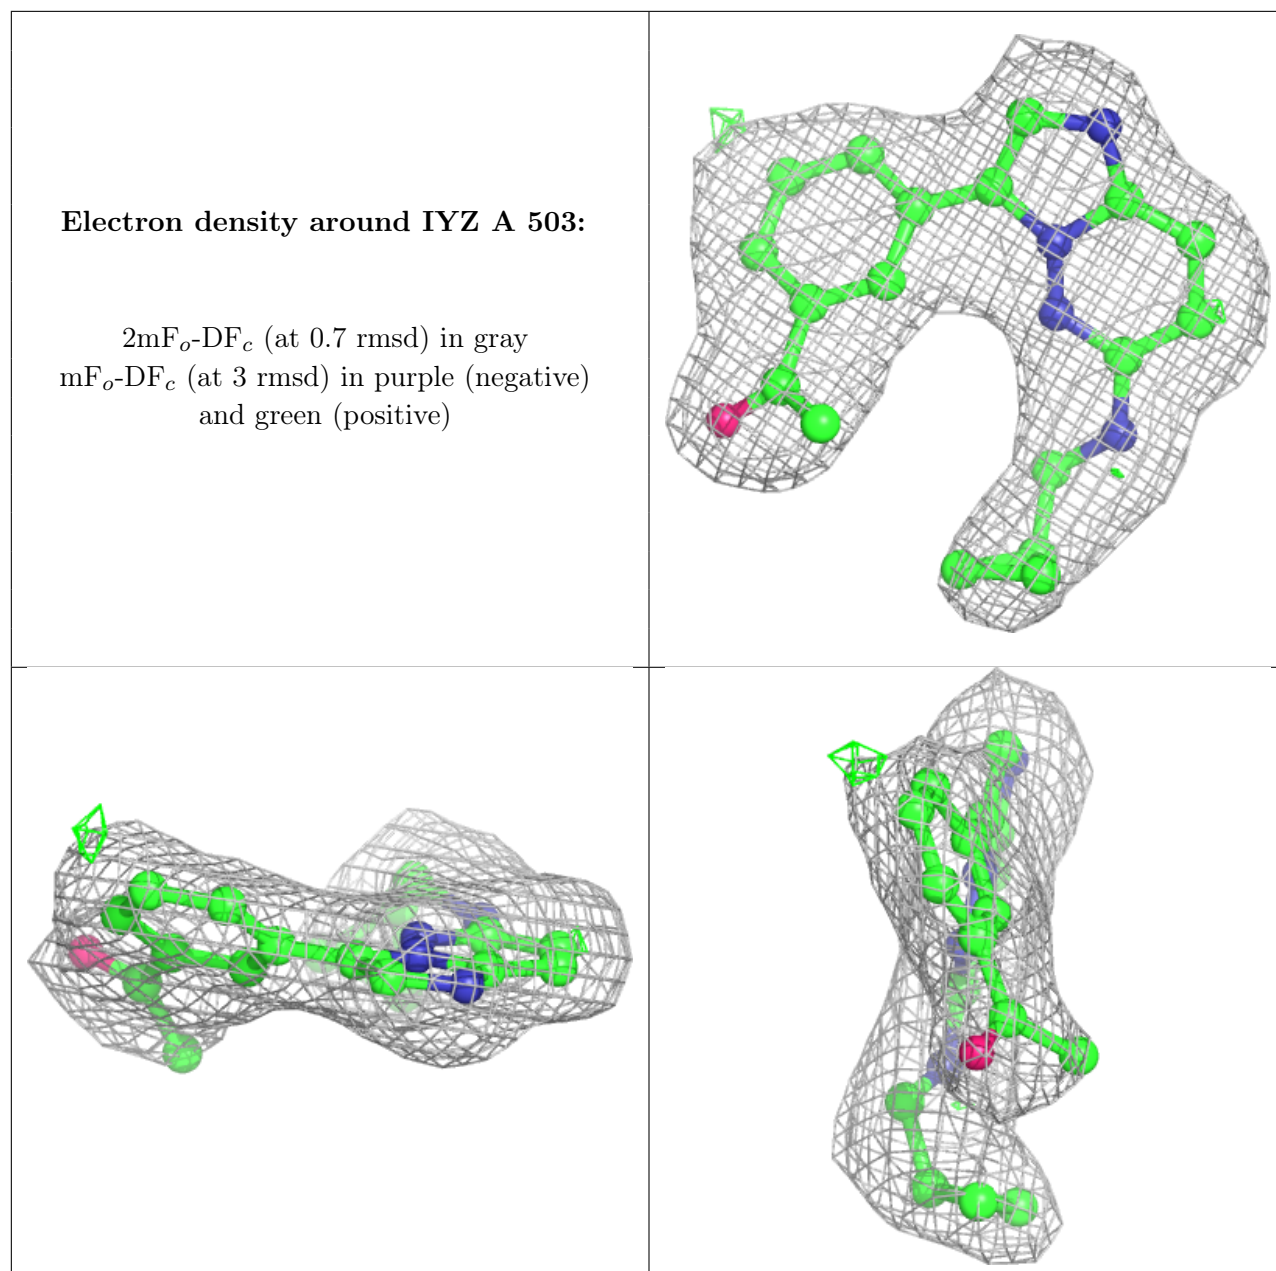 Electron density around IYZ A 503:
2mFo-DFc (at 0.7 rmsd) in gray
mFo-DFc (at 3 rmsd) in purple (negative)
and green (positive)